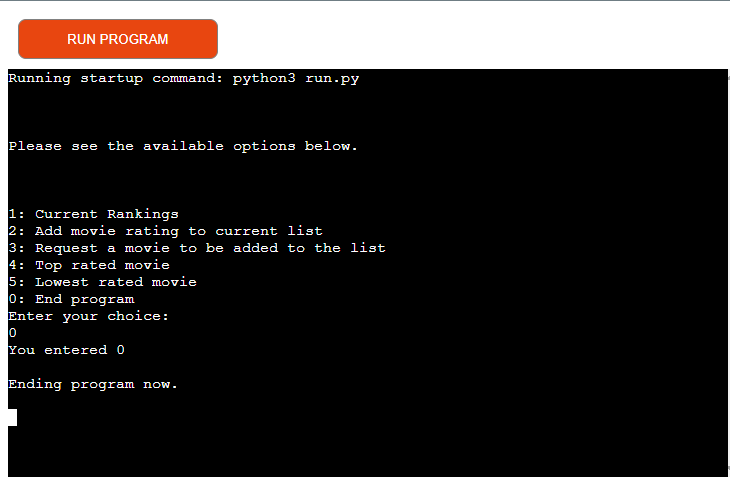 RUN PROGRAM
Running startup command: python3 run.py
Please see the available options below.
1: Current Rankings
2: Add movie rating to current list
3: Request a movie to be added to the list
4: Top rated movie
5: Lowest rated movie
0: End program
Enter your choice:
0
You entered 0
Ending program now.